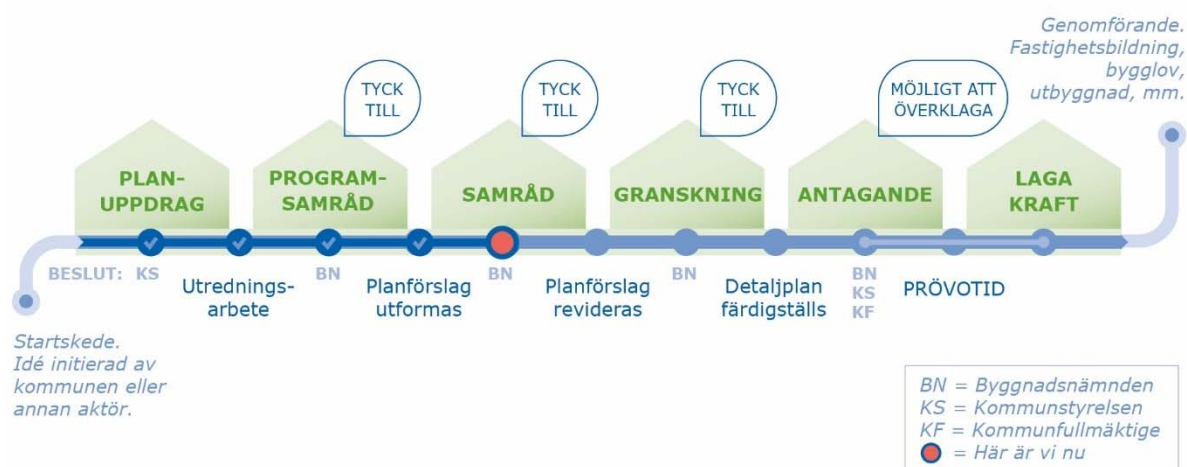 Genomförande.
Fastighetsbildning,
bygglov,
utbyggnad, mm.
TYCK
TILL
TYCK
TILL
TYCK
TILL
MÖJLIGT ATT
ÖVERKLAGA
PLAN-
UPPDRAG
PROGRAM-
SAMRÅD
SAMRÅD
GRANSKNING
ANTAGANDE
LAGA
KRAFT
BESLUT: KS
Utrednings-
arbete
BN
Planförslag
utformas
BN
Planförslag
revideras
BN
Detaljplan
färdigställs
BN
KS
KF
PRÖVOTID
Startskede.
Idé initierad av
kommunen eller
annan aktör.
BN = Byggnadsnämnden
KS = Kommunstyrelsen
KF = Kommunfullmäktige
= Här är vi nu